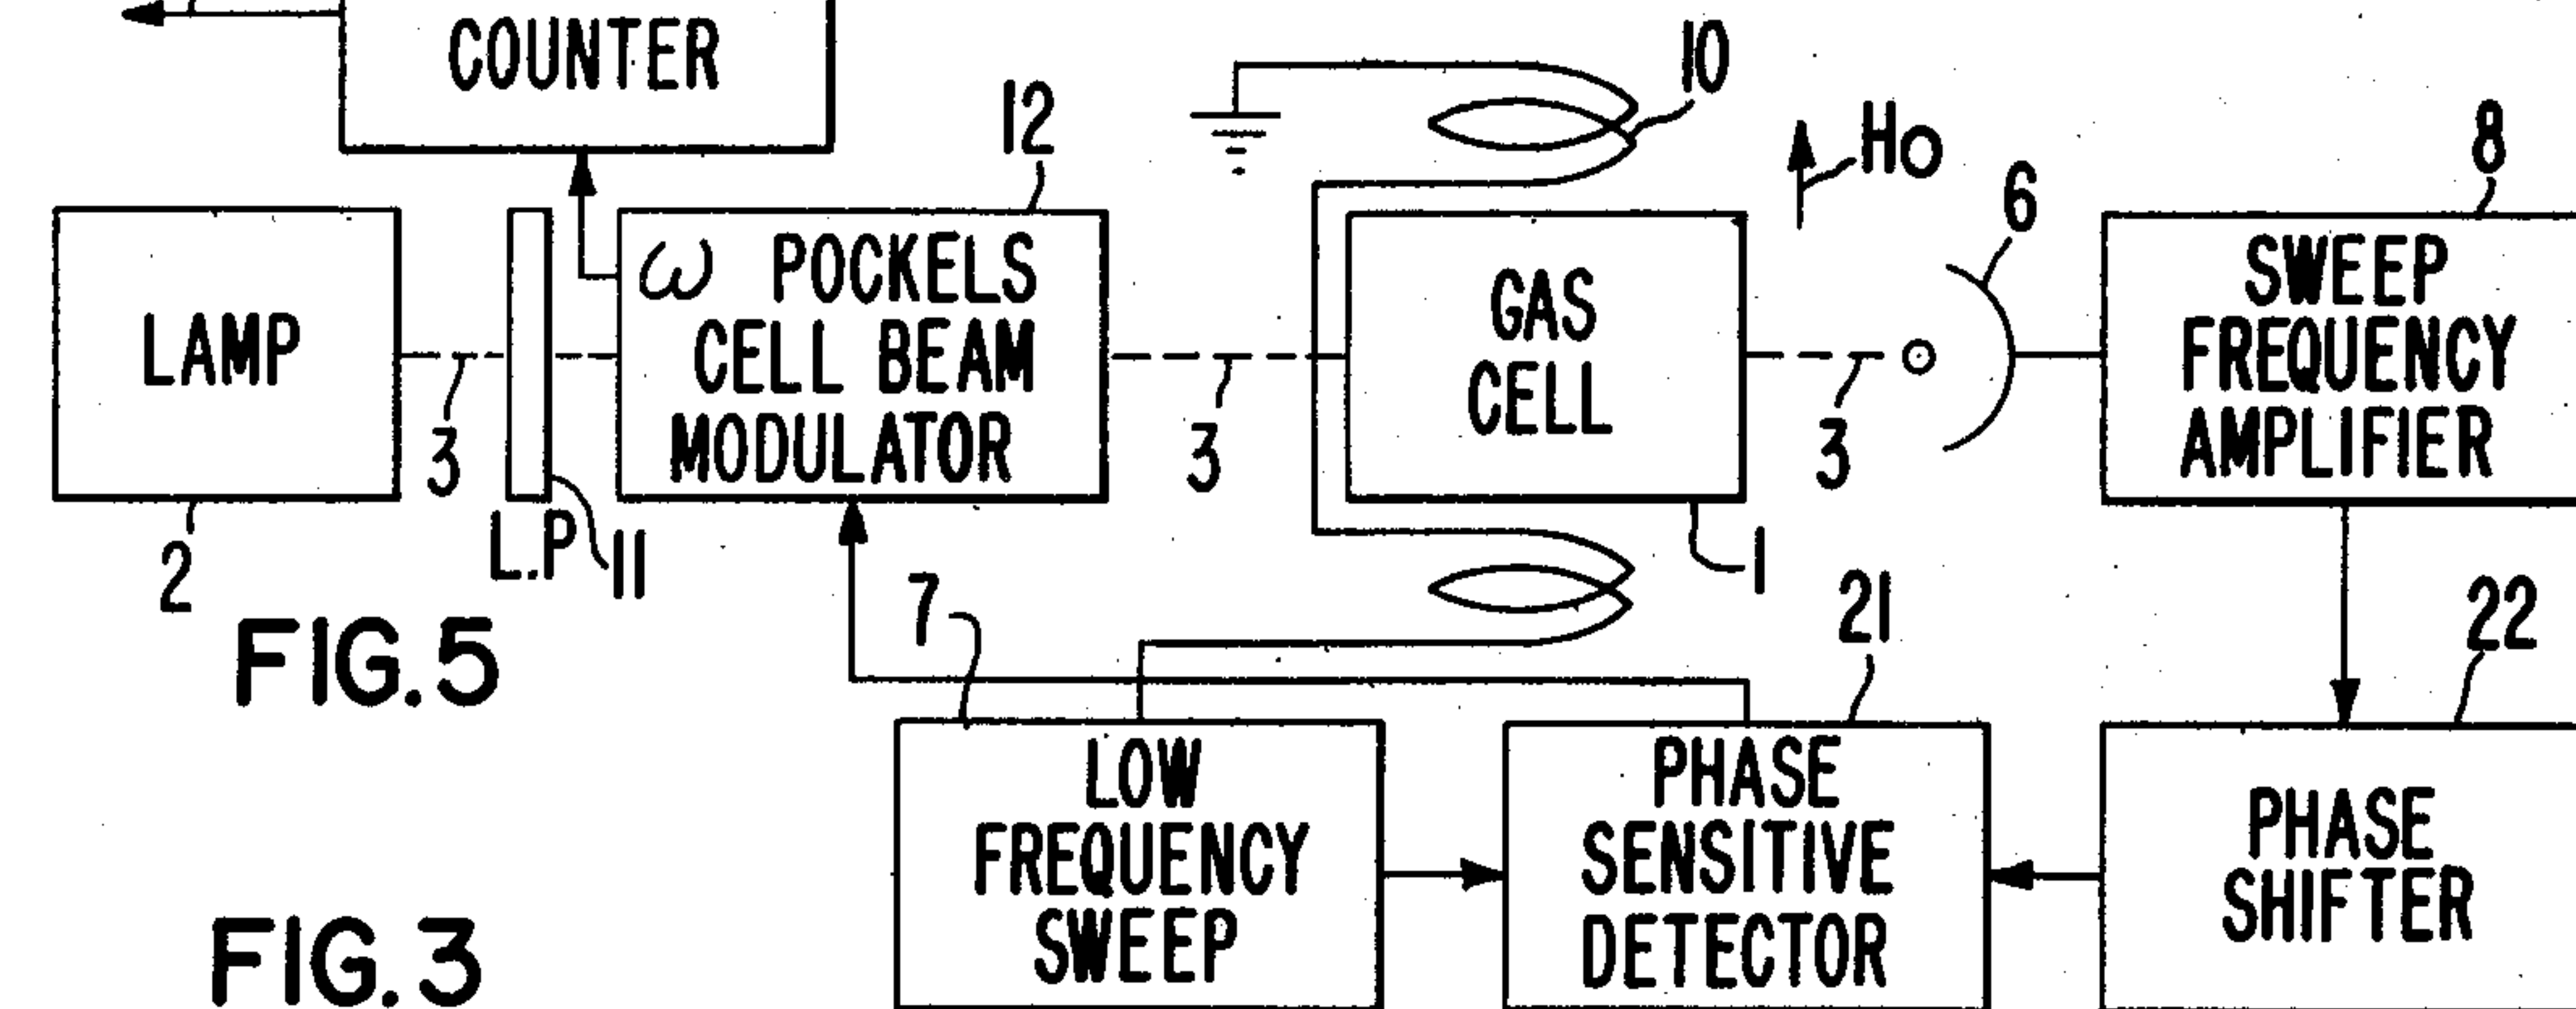 COUNTER
10
12
Ho
8
6
LAMP
ω POCKELS
CELL BEAM
MODULATOR
GAS
CELL
SWEEP
FREQUENCY
AMPLIFIER
3
3
3
2
L.P
11
1
7
21
22
FIG. 5
LOW
FREQUENCY
SWEEP
PHASE
SENSITIVE
DETECTOR
PHASE
SHIFTER
FIG. 3